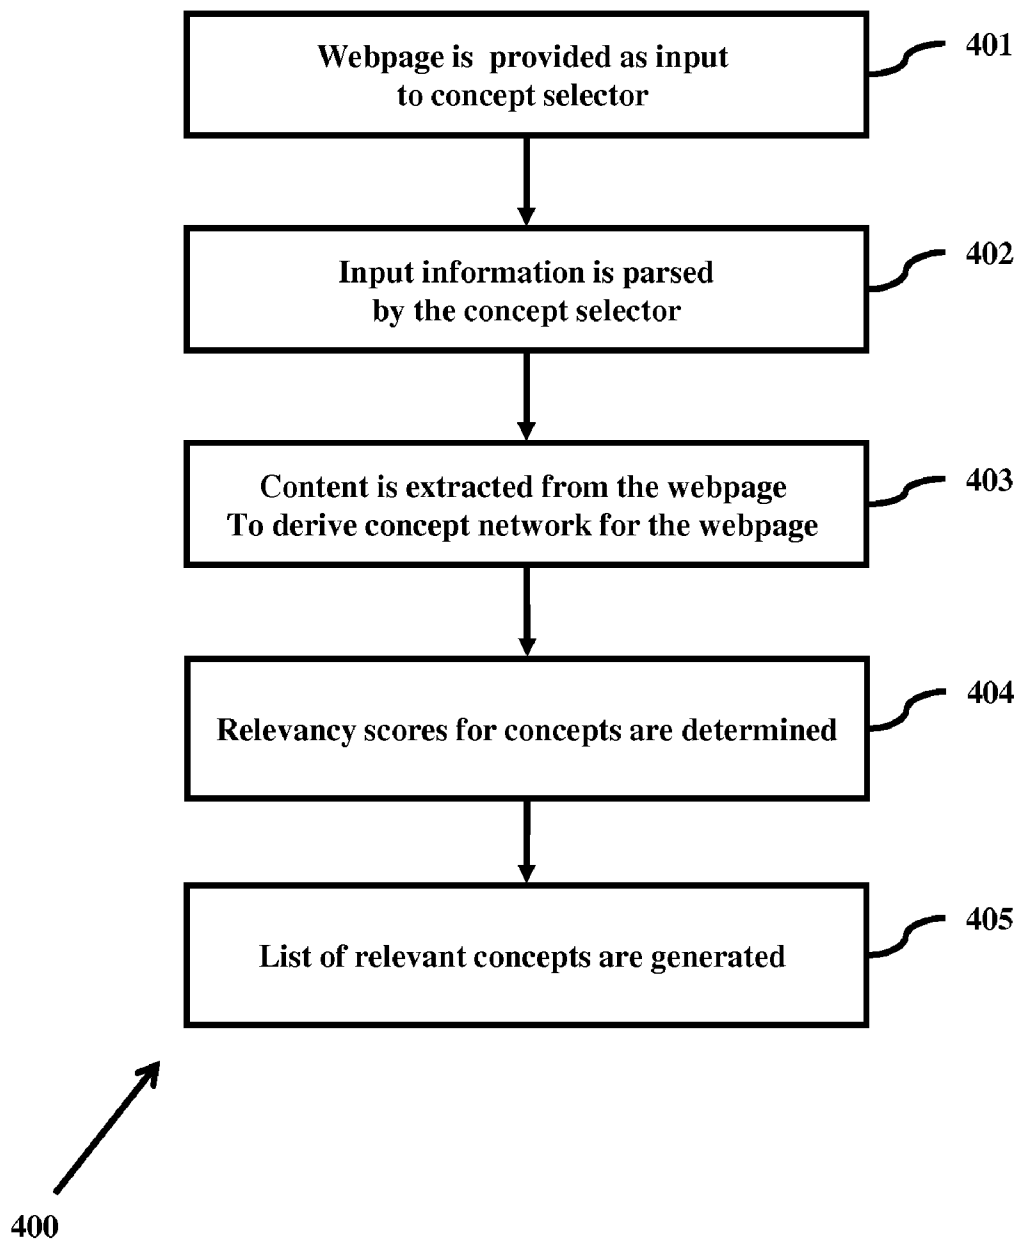 Webpage is provided as input
to concept selector
401
Input information is parsed
by the concept selector
402
Content is extracted from the webpage
To derive concept network for the webpage
403
Relevancy scores for concepts are determined
404
List of relevant concepts are generated
405
400